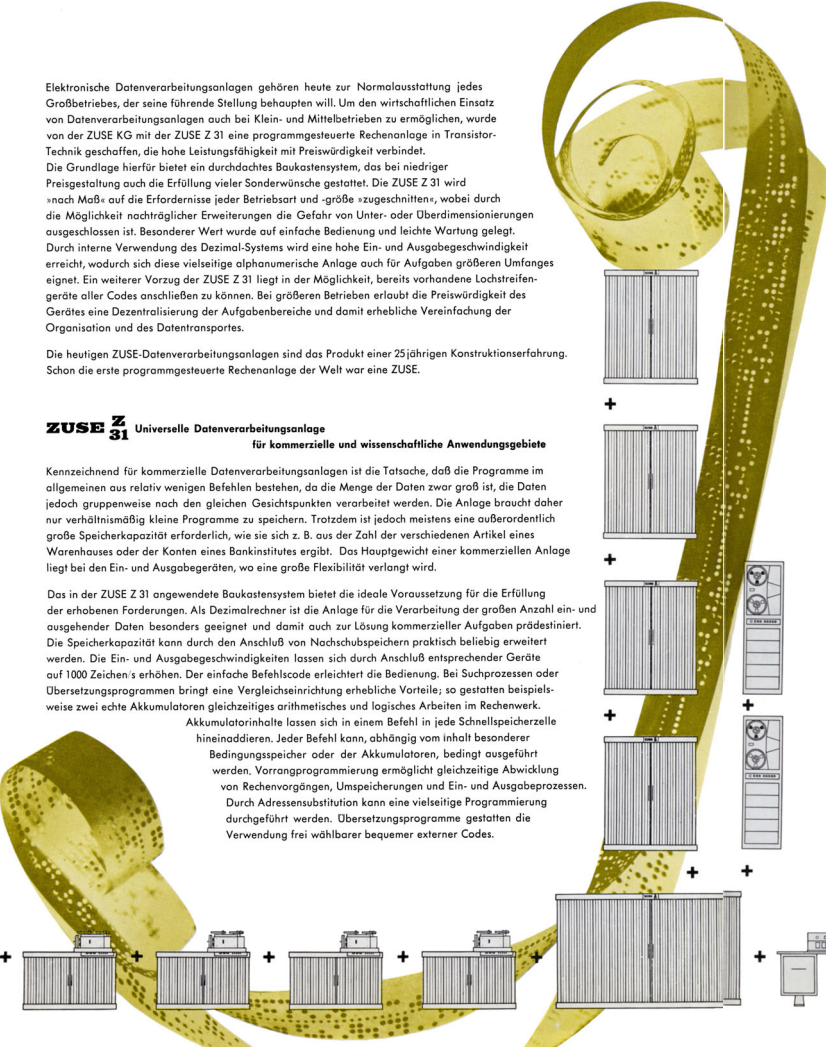 Elektronische Datenverarbeitungsanlagen gehören heute zur Normalausstattung jedes
Großbetriebes, der seine führende Stellung behaupten will. Um den wirtschaftlichen Einsatz
von Datenverarbeitungsanlagen auch bei Klein- und Mittelbetrieben zu ermöglichen, wurde
von der ZUSE KG mit der ZUSE Z 31 eine programmgesteuerte Rechenanlage in Transistor-
Technik geschaffen, die hohe Leistungsfähigkeit mit Preiswürdigkeit verbindet.
Die Grundlage hierfür bietet ein durchdachtes Baukastensystem, das bei niedriger
Preisgestaltung auch die Erfüllung vieler Sonderwünsche gestattet. Die ZUSE Z 31 wird
»nach Maß« auf die Erfordernisse jeder Betriebsart und -größe »zugeschnitten«, wobei durch
die Möglichkeit nachträglicher Erweiterungen die Gefahr von Unter- oder Überdimensionierungen
ausgeschlossen ist. Besonderer Wert wurde auf einfache Bedienung und leichte Wartung gelegt.
Durch interne Verwendung des Dezimal-Systems wird eine hohe Ein- und Ausgabegeschwindigkeit
erreicht, wodurch sich diese vielseitige alphanumerische Anlage auch für Aufgaben größeren Umfanges
eignet. Ein weiterer Vorzug der ZUSE Z 31 liegt in der Möglichkeit, bereits vorhandene Lochstreifen-
geräte aller Codes anschließen zu können. Bei größeren Betrieben erlaubt die Preiswürdigkeit des
Gerätes eine Dezentralisierung der Aufgabenbereiche und damit erhebliche Vereinfachung der
Organisation und des Datentransportes.
Die heutigen ZUSE-Datenverarbeitungsanlagen sind das Produkt einer 25jährigen Konstruktionserfahrung.
Schon die erste programmgesteuerte Rechenanlage der Welt war eine ZUSE.
ZUSE Z 31 Universelle Datenverarbeitungsanlage
für kommerzielle und wissenschaftliche Anwendungsgebiete
Kennzeichnend für kommerzielle Datenverarbeitungsanlagen ist die Tatsache, daß die Programme im
allgemeinen aus relativ wenigen Befehlen bestehen, da die Menge der Daten zwar groß ist, die Daten
jedoch gruppenweise nach den gleichen Gesichtspunkten verarbeitet werden. Die Anlage braucht daher
nur verhältnismäßig kleine Programme zu speichern. Trotzdem ist jedoch meistens eine außerordentlich
große Speicherkapazität erforderlich, wie sie sich z. B. aus der Zahl der verschiedenen Artikel eines
Warenhauses oder der Konten eines Bankinstitutes ergibt. Das Hauptgewicht einer kommerziellen Anlage
liegt bei den Ein- und Ausgabegeräten, wo eine große Flexibilität verlangt wird.
Das in der ZUSE Z 31 angewendete Baukastensystem bietet die ideale Voraussetzung für die Erfüllung
der erhobenen Forderungen. Als Dezimalrechner ist die Anlage für die Verarbeitung der großen Anzahl ein- und
ausgehender Daten besonders geeignet und damit auch zur Lösung kommerzieller Aufgaben prädestiniert.
Die Speicherkapazität kann durch den Anschluß von Nachschubspeichern praktisch beliebig erweitert
werden. Die Ein- und Ausgabegeschwindigkeiten lassen sich durch Anschluß entsprechender Geräte
auf 1000 Zeichen/s erhöhen. Der einfache Befehlscode erleichtert die Bedienung. Bei Suchprozessen oder
Übersetzungsprogrammen bringt eine Vergleichseinrichtung erhebliche Vorteile; so gestatten beispiels-
weise zwei echte Akkumulatoren gleichzeitiges arithmetisches und logisches Arbeiten im Rechenwerk.
Akkumulatorinhalte lassen sich in einem Befehl in jede Schnellspeicherzelle
hineinaddieren. Jeder Befehl kann, abhängig vom Inhalt besonderer
Bedingungsspeicher oder der Akkumulatoren, bedingt ausgeführt
werden. Vorrangprogrammierung ermöglicht gleichzeitige Abwicklung
von Rechenvorgängen, Umspeicherungen und Ein- und Ausgabeprozessen.
Durch Adressensubstitution kann eine vielseitige Programmierung
durchgeführt werden. Übersetzungsprogramme gestatten die
Verwendung frei wählbarer bequemer externer Codes.